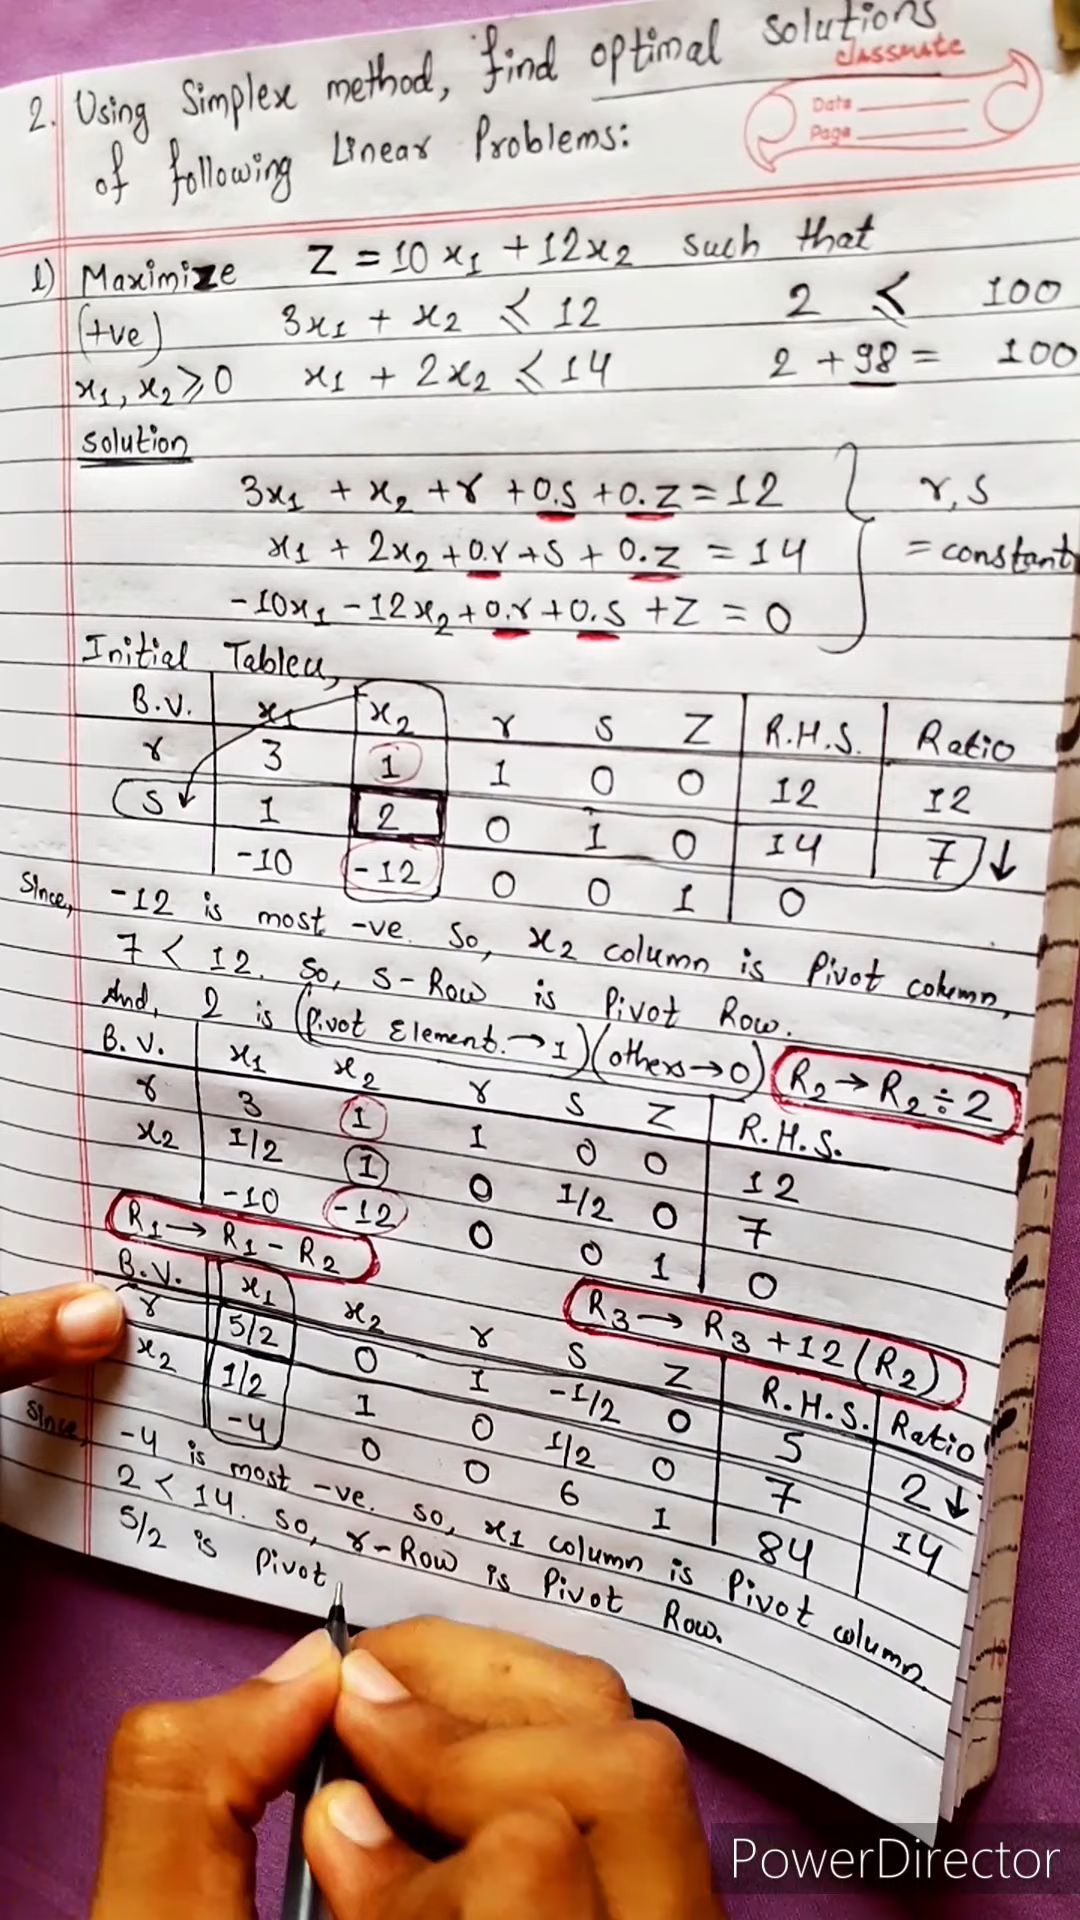 2. Using Simplex method, find optimal solutions
classmate
Date
Page
of following Linear Problems:
1) Maximize Z = 10x₁ + 12x₂ such that
(+ve) 3x₁ + x₂ ≤ 12 2 < 100
x₁, x₂ ≥ 0 x₁ + 2x₂ ≤ 14 2 + 98 = 100
Solution
3x₁ + x₂ + r + 0.s + 0.z = 12 r, s
x₁ + 2x₂ + 0.r + s + 0.z = 14 = constant
-10x₁ - 12x₂ + 0.r + 0.s + z = 0
Initial Tableu,
B.V. x₁ x₂ r s z R.H.S. Ratio
r 3 1 1 0 0 12 12
s 1 2 0 1 0 14 7 ↓
-10 -12 0 0 1 0
Since, -12 is most -ve. So, x₂ column is Pivot column,
7 < 12. So, s-Row is Pivot Row.
And, 2 is (Pivot Element. → 1) (others → 0) R₂ → R₂ ÷ 2
B.V. x₁ x₂ r s z R.H.S.
r 3 1 1 0 0 12
x₂ 1/2 1 0 1/2 0 7
-10 -12 0 0 1 0
R₁ → R₁ - R₂ R₃ → R₃ + 12(R₂)
B.V. x₁ x₂ r s z R.H.S. Ratio
r 5/2 0 1 -1/2 0 5 2 ↓
x₂ 1/2 1 0 1/2 0 7 14
-4 0 0 6 1 84
Since, -4 is most -ve. So, x₁ column is Pivot column.
2 < 14. So, r-Row is Pivot Row.
5/2 is Pivot
PowerDirector